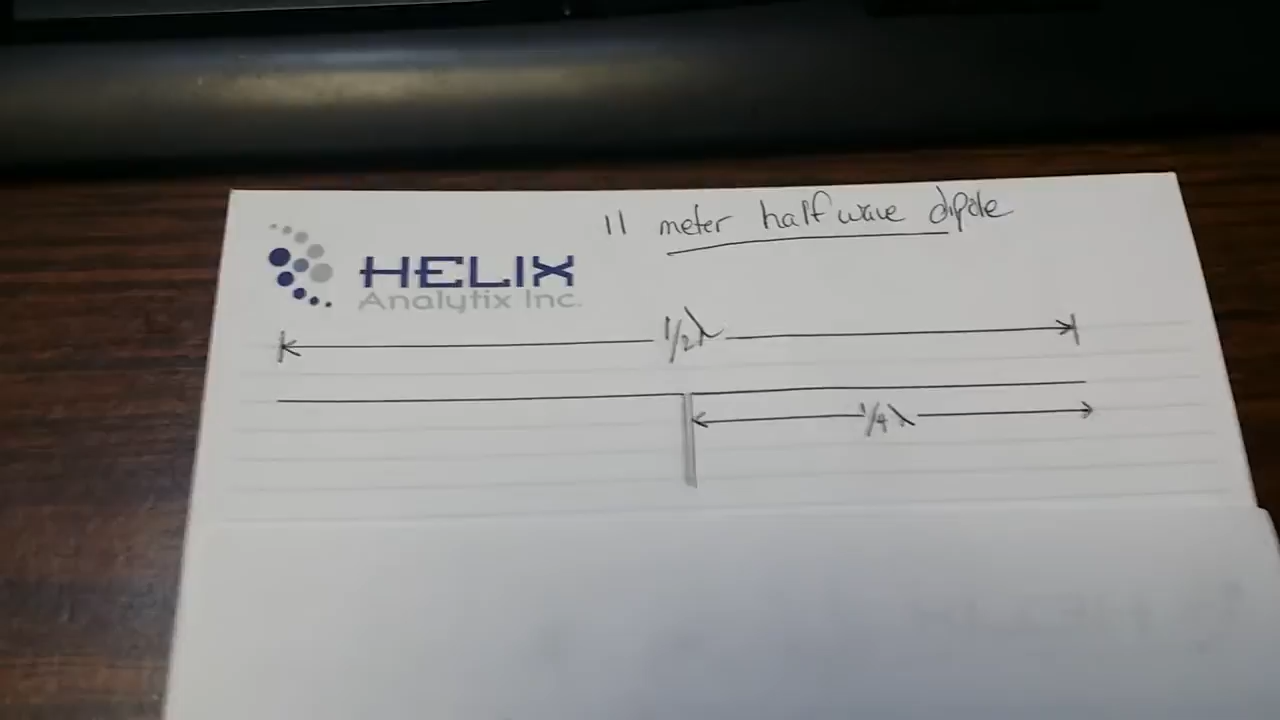 11 meter half wave dipole
HELIX
Analytix Inc.
1/2λ
1/4λ